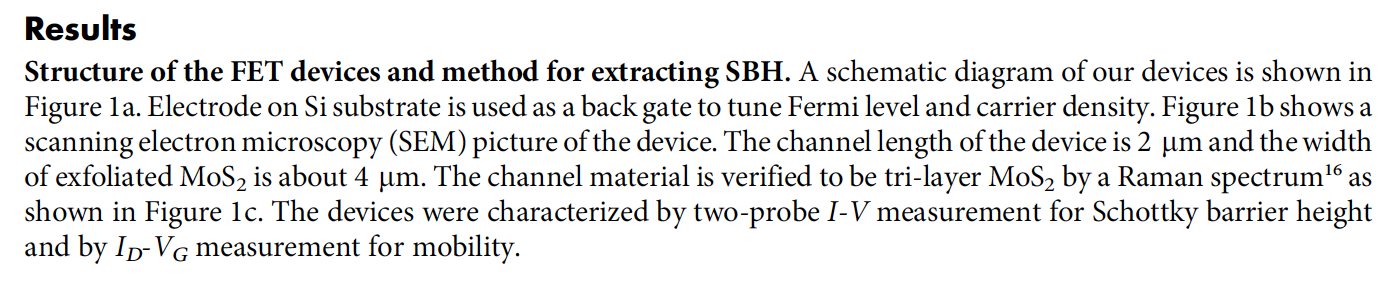 Results
Structure of the FET devices and method for extracting SBH. A schematic diagram of our devices is shown in
Figure 1a. Electrode on Si substrate is used as a back gate to tune Fermi level and carrier density. Figure 1b shows a
scanning electron microscopy (SEM) picture of the device. The channel length of the device is 2 μm and the width
of exfoliated MoS₂ is about 4 μm. The channel material is verified to be tri-layer MoS₂ by a Raman spectrum¹⁶ as
shown in Figure 1c. The devices were characterized by two-probe I-V measurement for Schottky barrier height
and by I_D-V_G measurement for mobility.